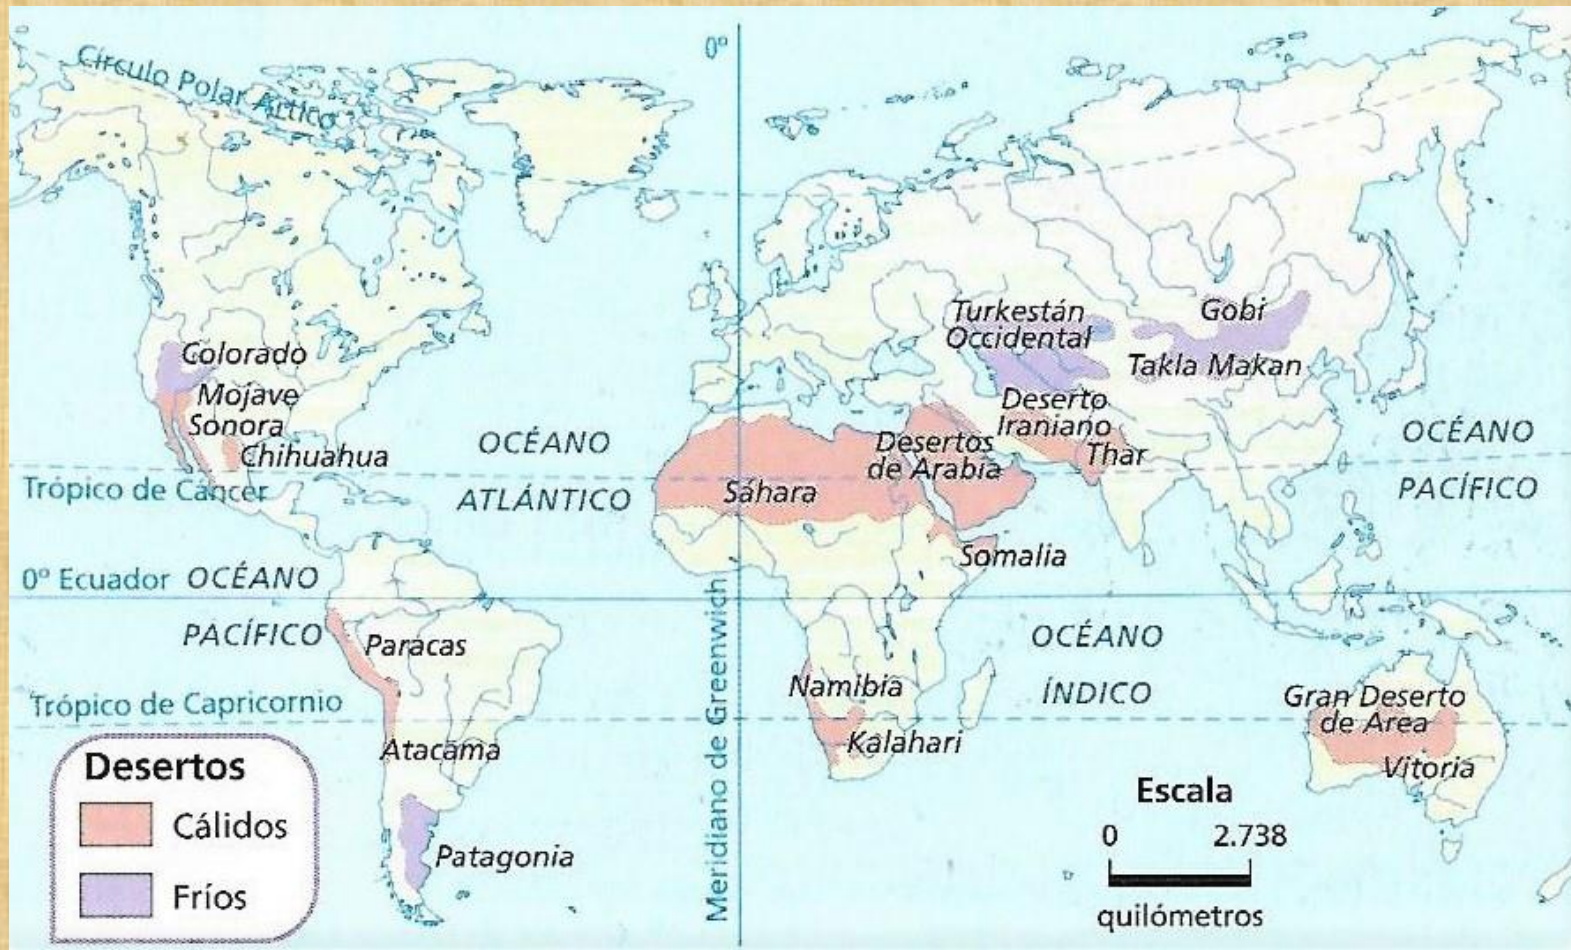 0º
Círculo Polar Ártico
Turkestán
Occidental
Gobi
Takla Makan
Colorado
Mojave
Sonora
Chihuahua
Deserto
Iraniano
Thar
Desertos
de Arabia
OCÉANO
ATLÁNTICO
OCÉANO
PACÍFICO
Trópico de Cáncer
Sáhara
Somalia
0º Ecuador
OCÉANO
PACÍFICO
Paracas
OCÉANO
ÍNDICO
Namibia
Kalahari
Gran Deserto
de Area
Vitoria
Trópico de Capricornio
Atacama
Patagonia
Meridiano de Greenwich
Desertos
Cálidos
Fríos
Escala
0 2.738
quilómetros